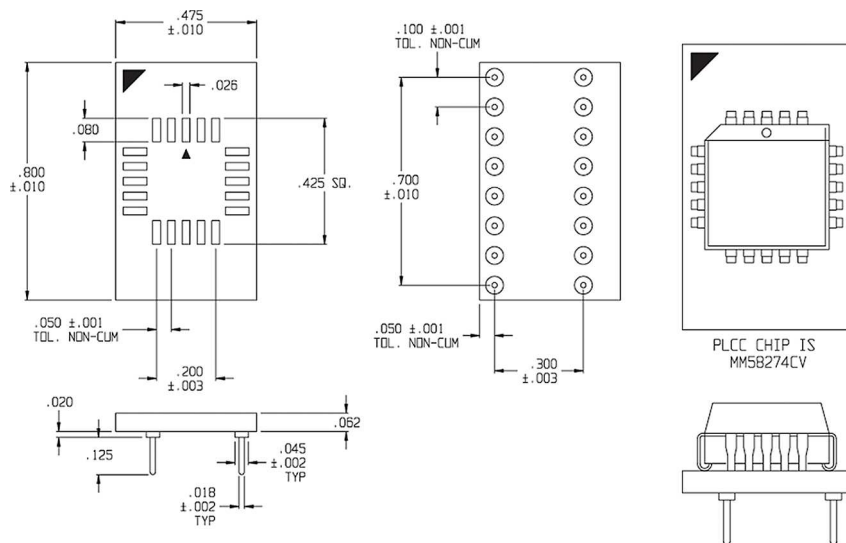 .475
±.010
.026
.080
.800
±.010
.425 SQ.
.050 ±.001
TOL. NON-CUM
.200
±.003
.100 ±.001
TOL. NON-CUM
.700
±.010
.050 ±.001
TOL. NON-CUM
.300
±.003
PLCC CHIP IS
MM58274CV
.020
.125
.062
.045
±.002
TYP
.018
±.002
TYP